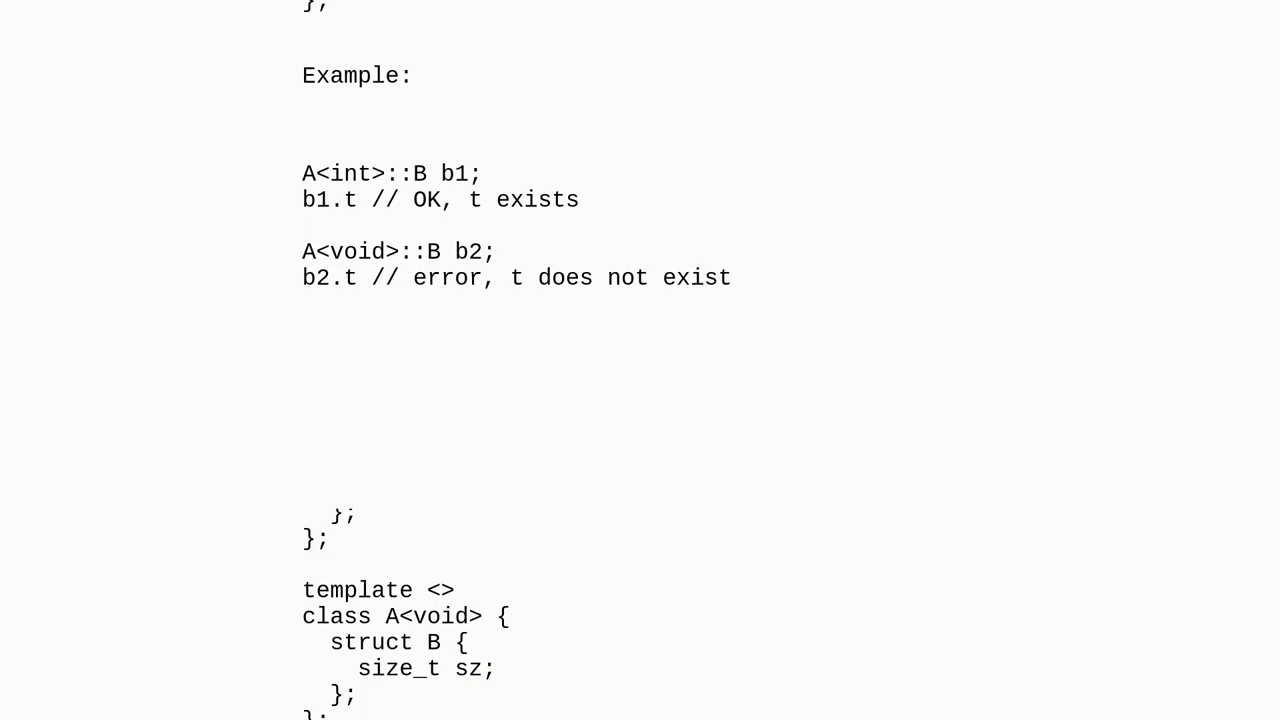 };
Example:
A<int>::B b1;
b1.t // OK, t exists
A<void>::B b2;
b2.t // error, t does not exist
  };
};
template <>
class A<void> {
  struct B {
    size_t sz;
  };
};